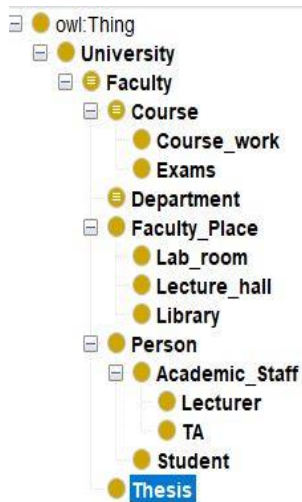 owl:Thing
University
Faculty
Course
Course_work
Exams
Department
Faculty_Place
Lab_room
Lecture_hall
Library
Person
Academic_Staff
Lecturer
TA
Student
Thesis